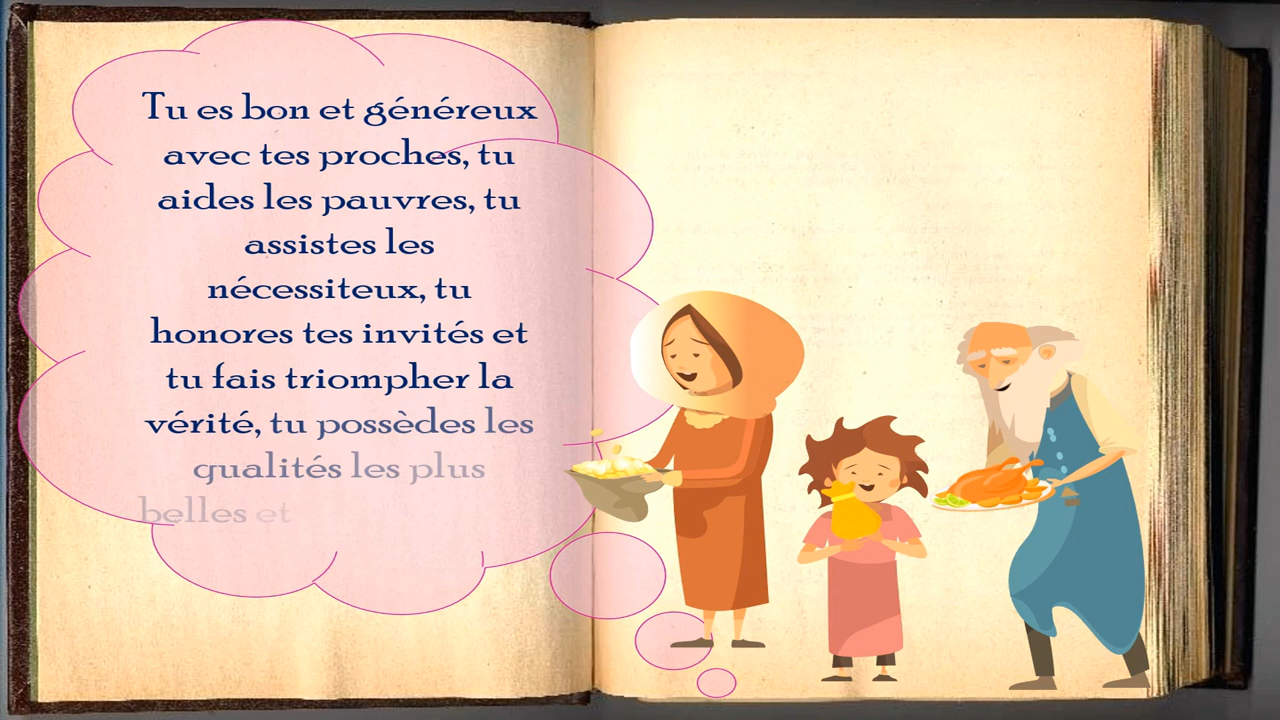 Tu es bon et généreux
avec tes proches, tu
aides les pauvres, tu
assistes les
nécessiteux, tu
honores tes invités et
tu fais triompher la
vérité, tu possèdes les
qualités les plus
belles et